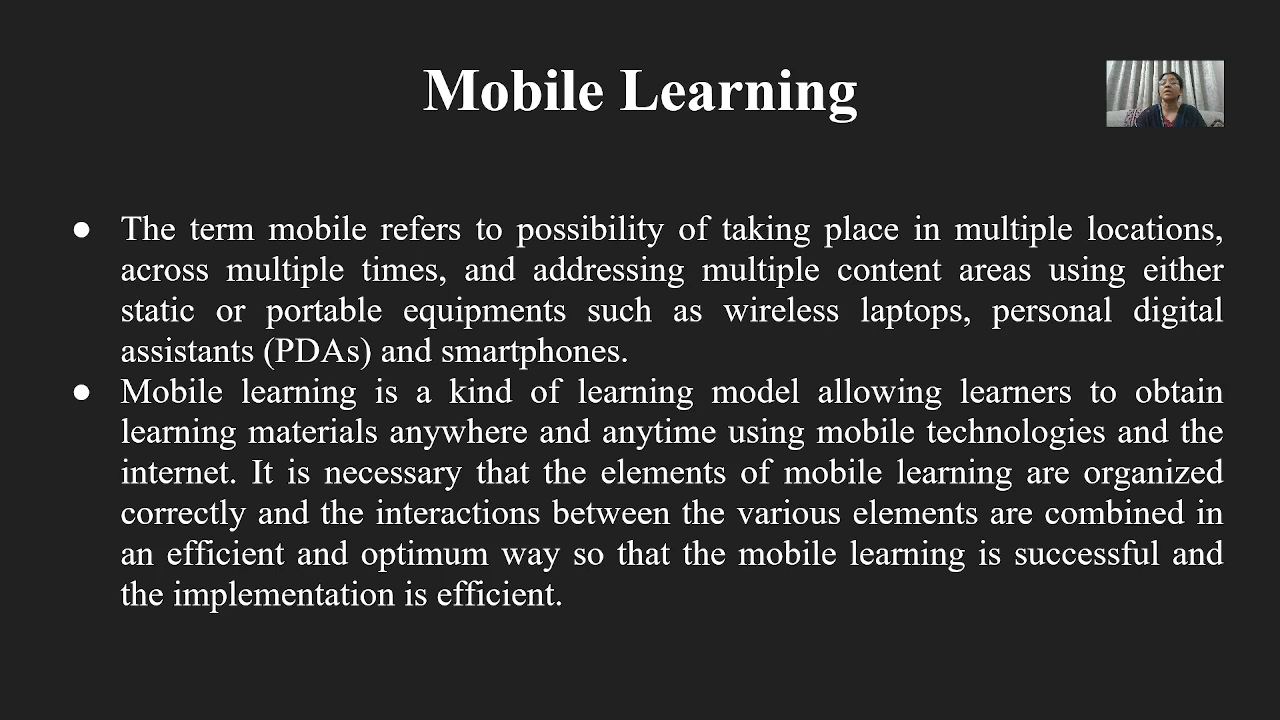 Mobile Learning
● The term mobile refers to possibility of taking place in multiple locations,
across multiple times, and addressing multiple content areas using either
static or portable equipments such as wireless laptops, personal digital
assistants (PDAs) and smartphones.
● Mobile learning is a kind of learning model allowing learners to obtain
learning materials anywhere and anytime using mobile technologies and the
internet. It is necessary that the elements of mobile learning are organized
correctly and the interactions between the various elements are combined in
an efficient and optimum way so that the mobile learning is successful and
the implementation is efficient.